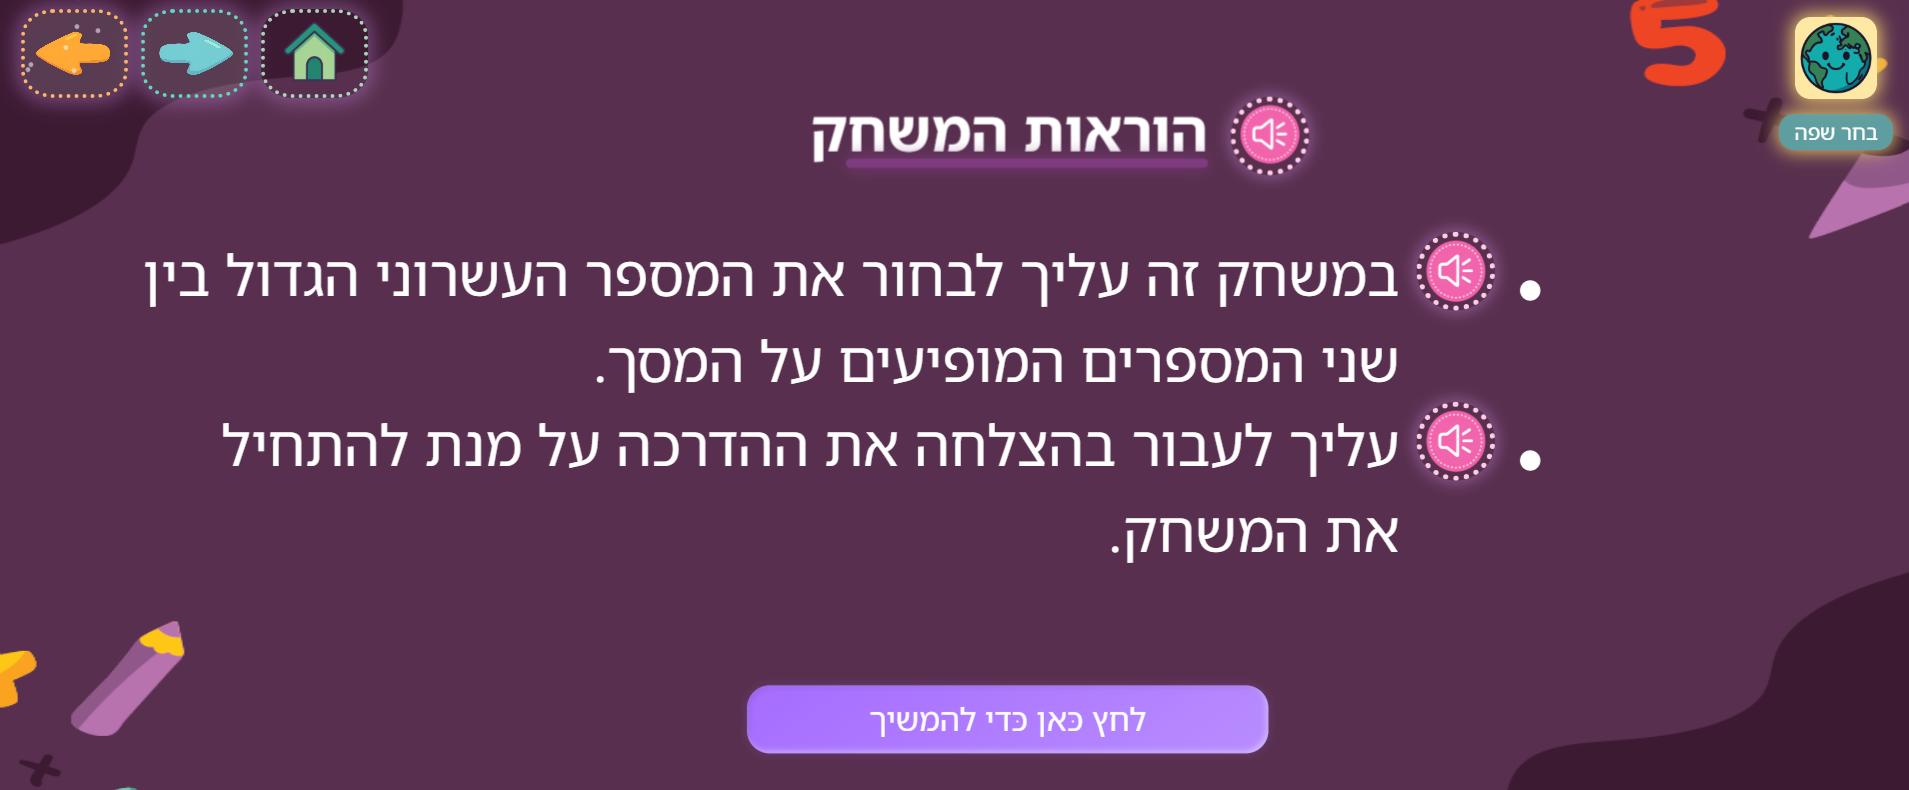 5
בחר שפה
הוראות המשחק
במשחק זה עליך לבחור את המספר העשרוני הגדול בין
שני המספרים המופיעים על המסך.
עליך לעבור בהצלחה את ההדרכה על מנת להתחיל
את המשחק.
לחץ כאן כדי להמשיך